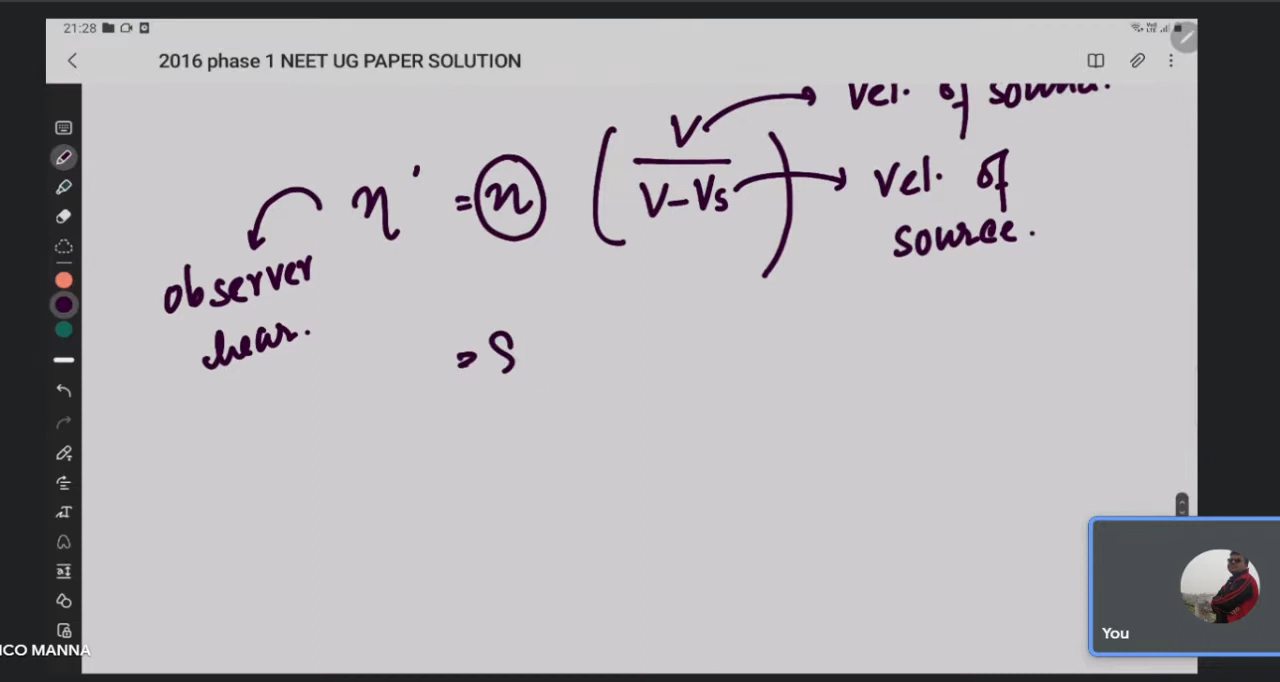 21:28
2016 phase 1 NEET UG PAPER SOLUTION
vel. of sound.
η' = n ( V / V-Vs )
vel. of
source.
observer
hear.
= 8
You
ICO MANNA